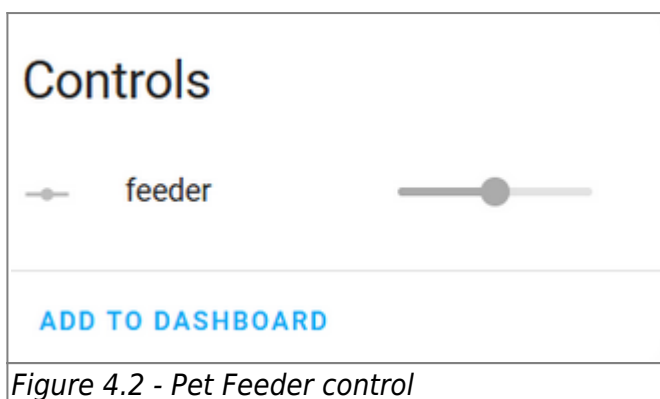 Controls
feeder
ADD TO DASHBOARD
Figure 4.2 - Pet Feeder control